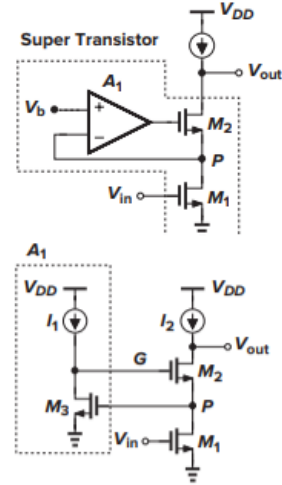 V_DD
Super Transistor
A_1
V_out
V_b
+
−
M_2
P
V_in
M_1
A_1
V_DD
V_DD
I_1
I_2
V_out
G
M_2
M_3
P
V_in
M_1